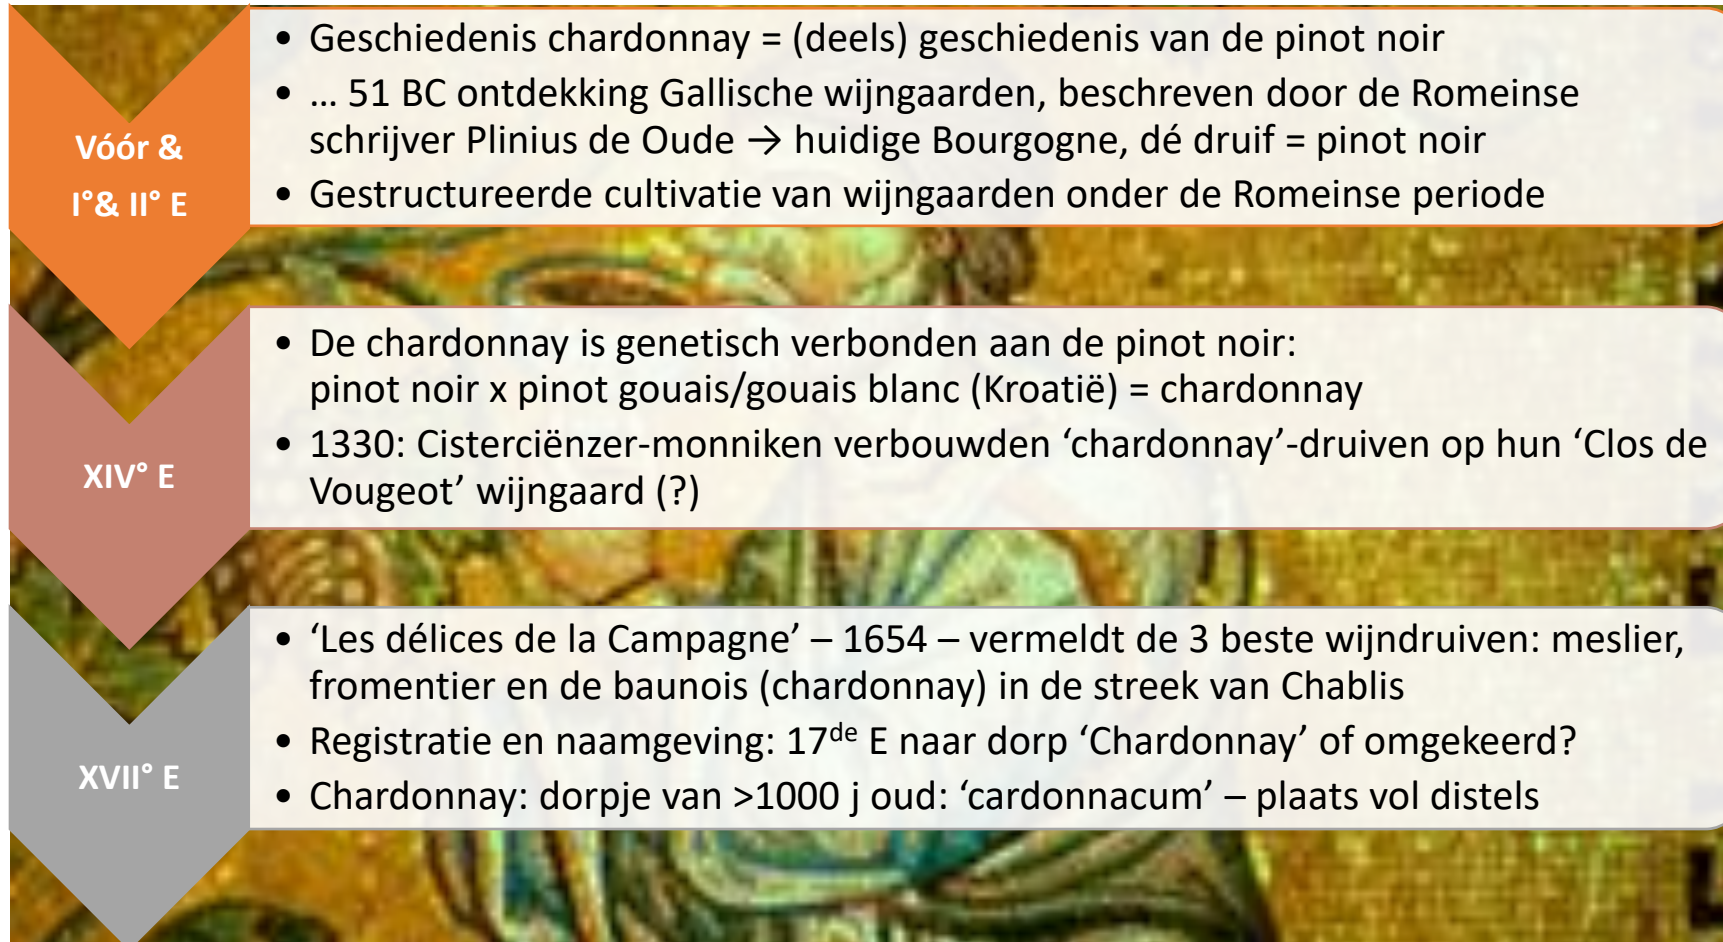 Vóór &
I°& II° E
• Geschiedenis chardonnay = (deels) geschiedenis van de pinot noir
• ... 51 BC ontdekking Gallische wijngaarden, beschreven door de Romeinse
schrijver Plinius de Oude → huidige Bourgogne, dé druif = pinot noir
• Gestructureerde cultivatie van wijngaarden onder de Romeinse periode
XIV° E
• De chardonnay is genetisch verbonden aan de pinot noir:
pinot noir x pinot gouais/gouais blanc (Kroatië) = chardonnay
• 1330: Cisterciënzer-monniken verbouwden ‘chardonnay’-druiven op hun ‘Clos de
Vougeot’ wijngaard (?)
XVII° E
• ‘Les délices de la Campagne’ – 1654 – vermeldt de 3 beste wijndruiven: meslier,
fromentier en de baunois (chardonnay) in de streek van Chablis
• Registratie en naamgeving: 17de E naar dorp ‘Chardonnay’ of omgekeerd?
• Chardonnay: dorpje van >1000 j oud: ‘cardonnacum’ – plaats vol distels